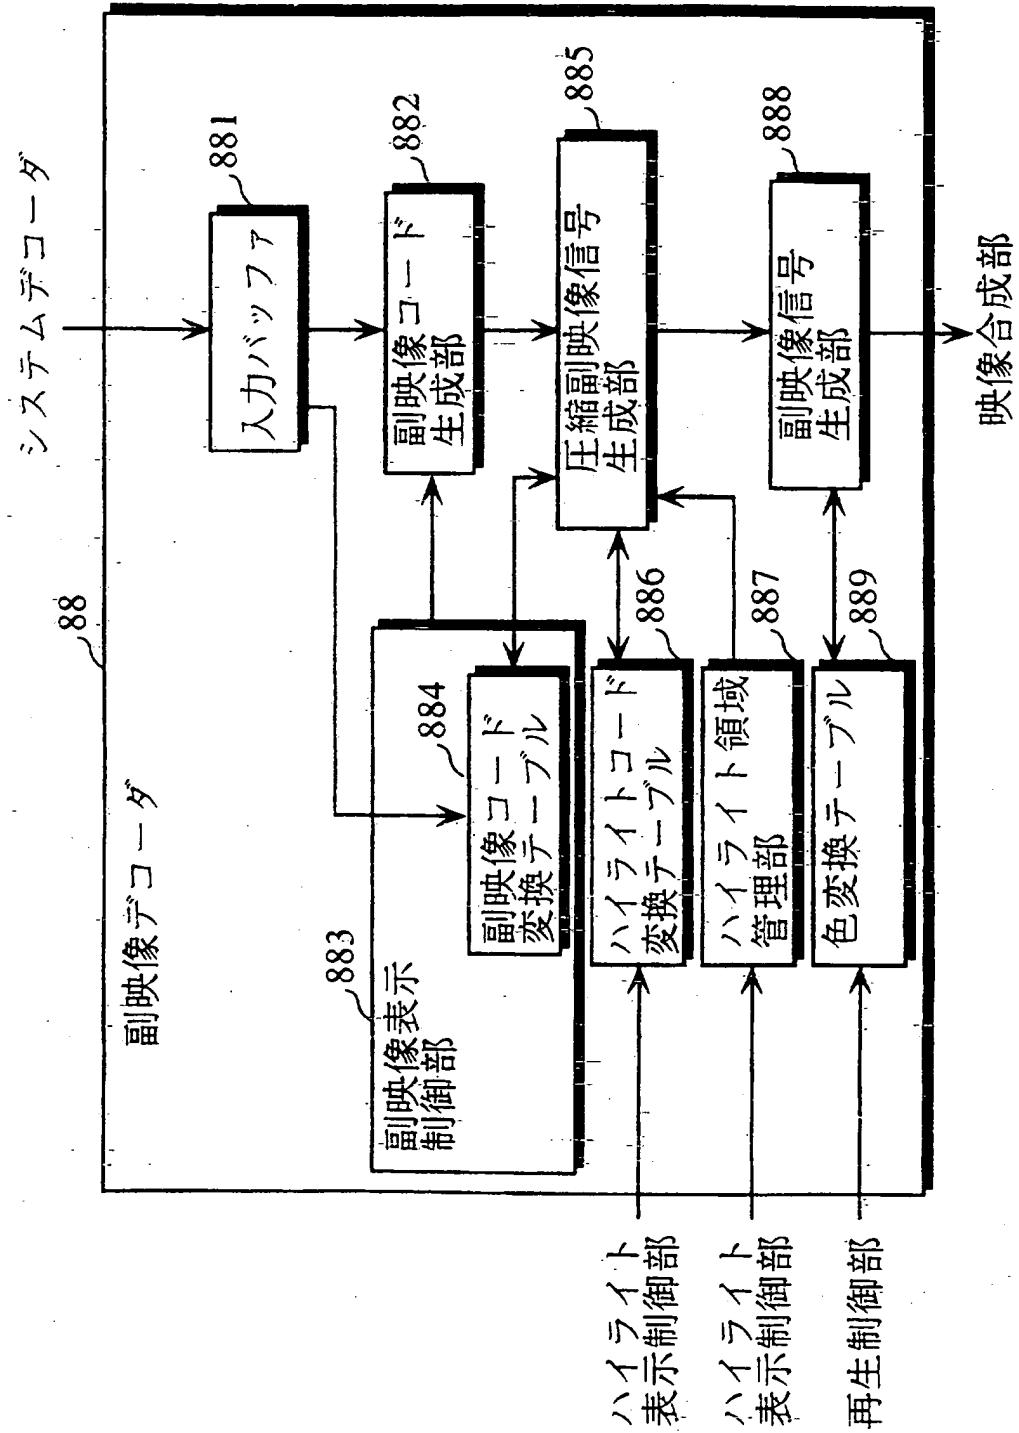 88
副映像デコーダ
システムデコーダ
881
入力バッファ
882
副映像コード
生成部
883
副映像表示
制御部
884
副映像コード
変換テーブル
885
圧縮副映像信号
生成部
886
ハイライトコード
変換テーブル
887
ハイライト領域
管理部
888
副映像信号
生成部
889
色変換テーブル
ハイライト
表示制御部
ハイライト
表示制御部
再生制御部
映像合成部